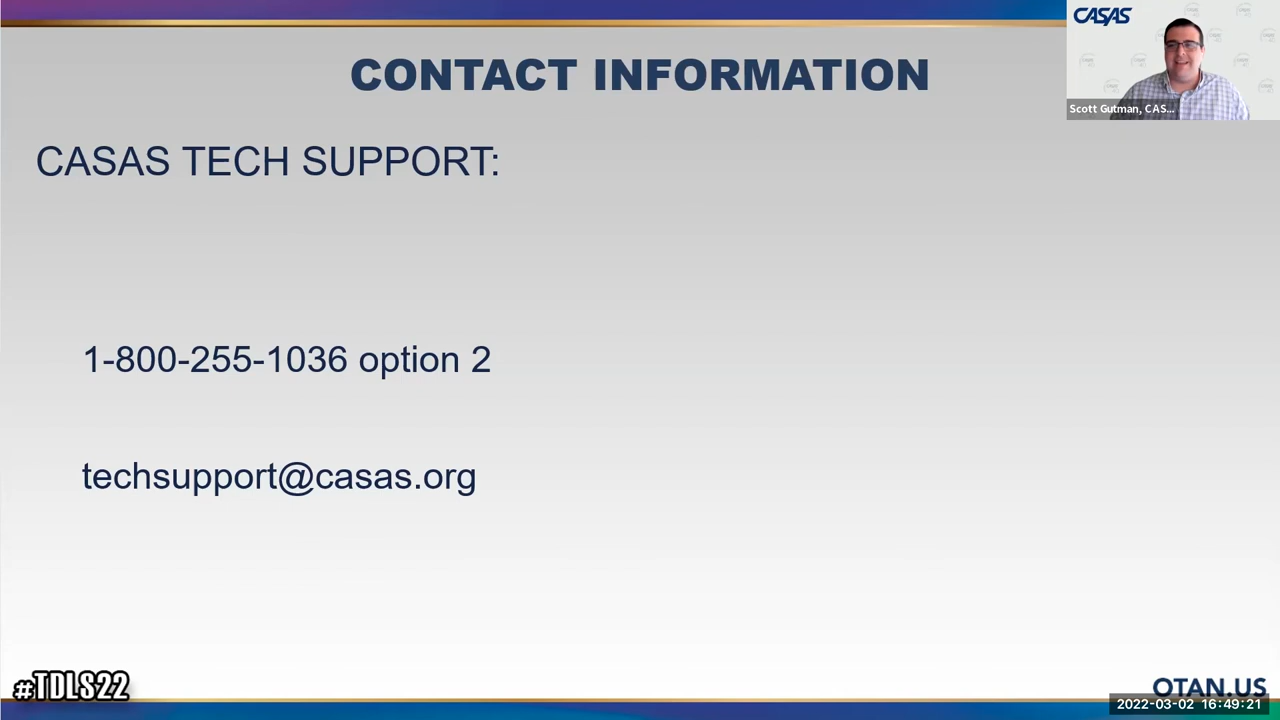 CASAS
Scott Gutman, CAS...
CONTACT INFORMATION
CASAS TECH SUPPORT:
1-800-255-1036 option 2
techsupport@casas.org
#TDLS22
OTAN.US
2022-03-02 16:49:21